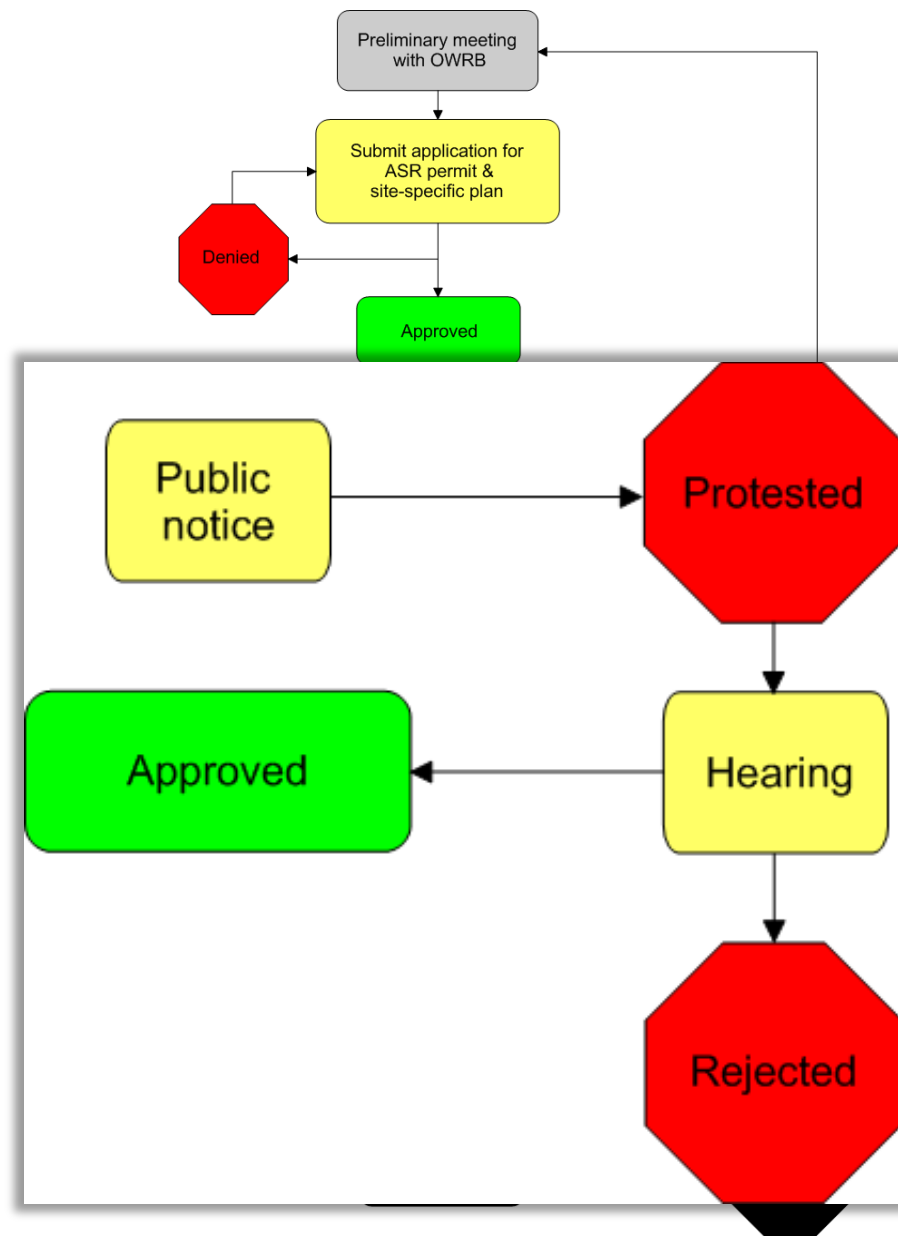 Preliminary meeting
with OWRB
Submit application for
ASR permit &
site-specific plan
Denied
Approved
Public
notice
Protested
Approved
Hearing
Rejected